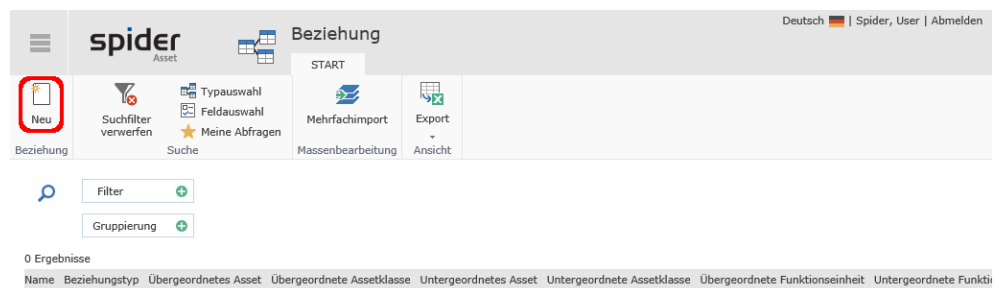 Deutsch | Spider, User | Abmelden
spider
Asset
Beziehung
START
Neu
Suchfilter
verwerfen
Typauswahl
Feldauswahl
Meine Abfragen
Mehrfachimport
Export
Beziehung
Suche
Massenbearbeitung
Ansicht
Filter
Gruppierung
0 Ergebnisse
Name Beziehungstyp Übergeordnetes Asset Übergeordnete Assetklasse Untergeordnetes Asset Untergeordnete Assetklasse Übergeordnete Funktionseinheit Untergeordnete Funkti